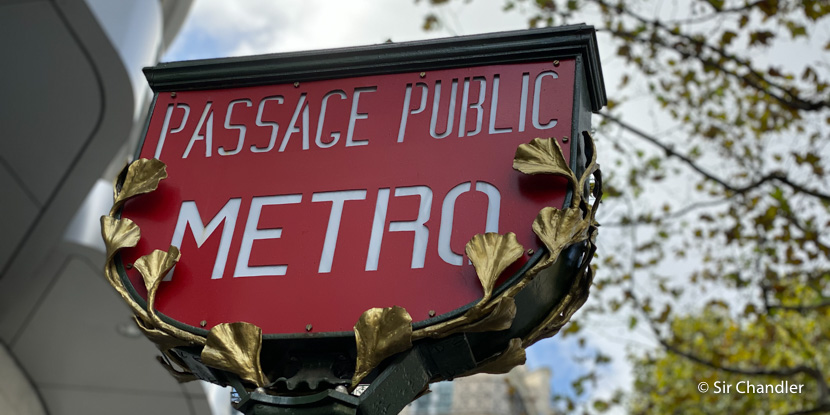 PASSAGE PUBLIC
METRO
© Sir Chandler